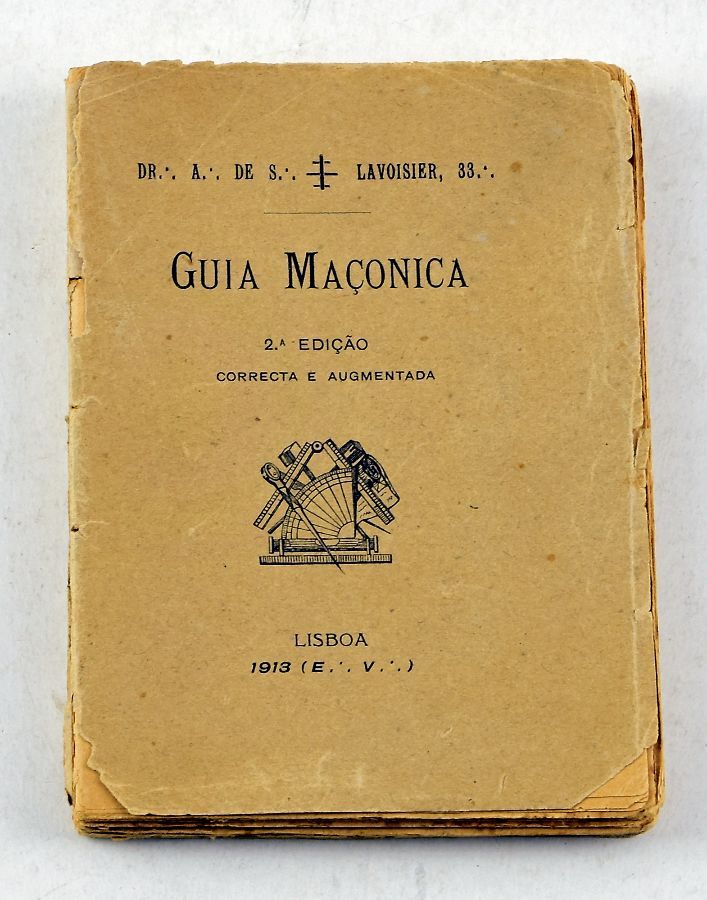 DR.·. A.·. DE S.·. LAVOISIER, 33.·.
GUIA MAÇONICA
2.ª EDIÇÃO
CORRECTA E AUGMENTADA
LISBOA
1913 (E.·. V.·.)